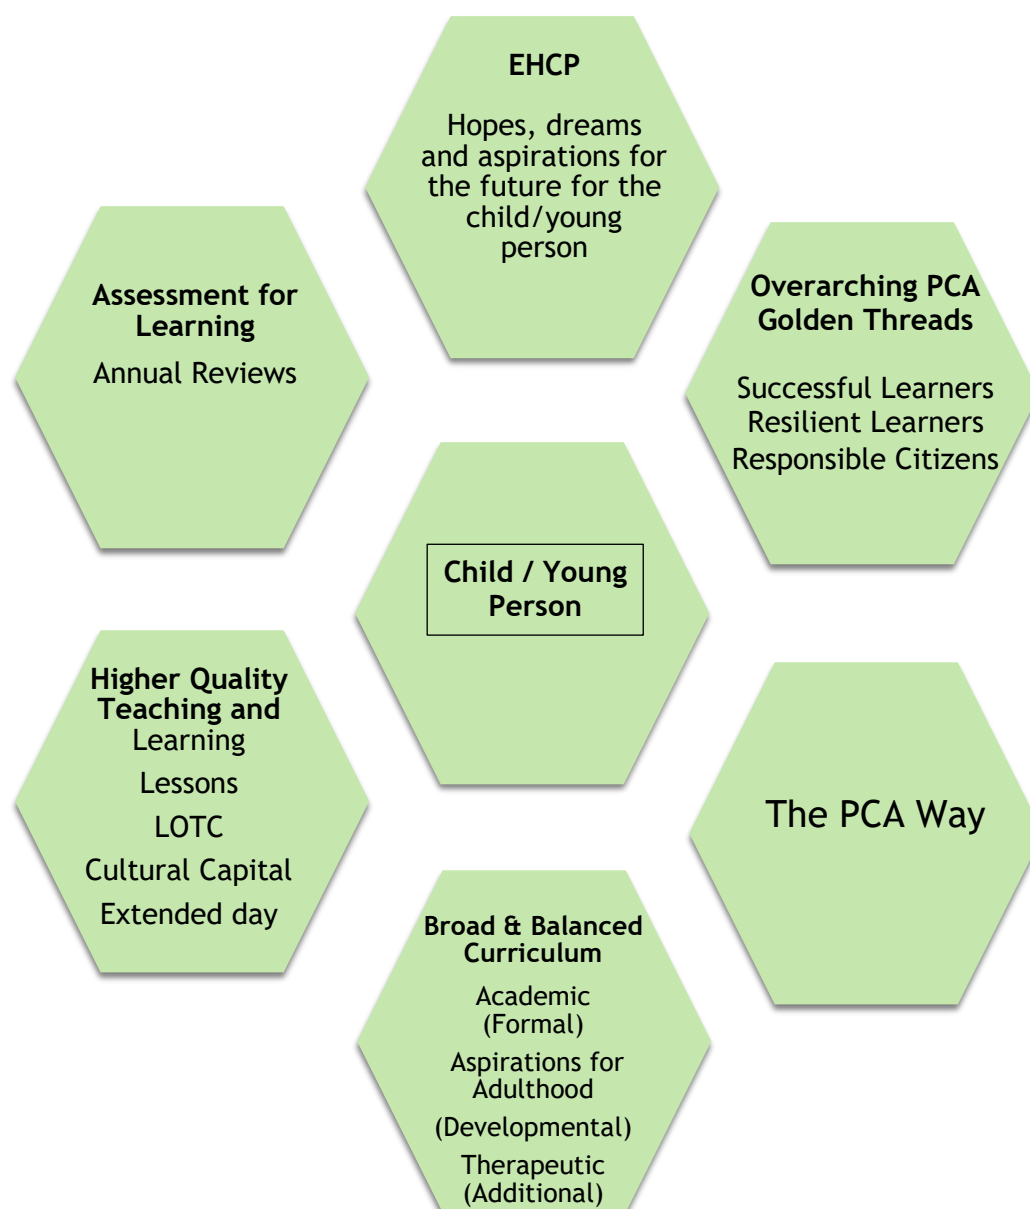 EHCP
Hopes, dreams
and aspirations for
the future for the
child/young
person
Assessment for
Learning
Annual Reviews
Overarching PCA
Golden Threads
Successful Learners
Resilient Learners
Responsible Citizens
Child / Young
Person
Higher Quality
Teaching and
Learning
Lessons
LOTC
Cultural Capital
Extended day
The PCA Way
Broad & Balanced
Curriculum
Academic
(Formal)
Aspirations for
Adulthood
(Developmental)
Therapeutic
(Additional)